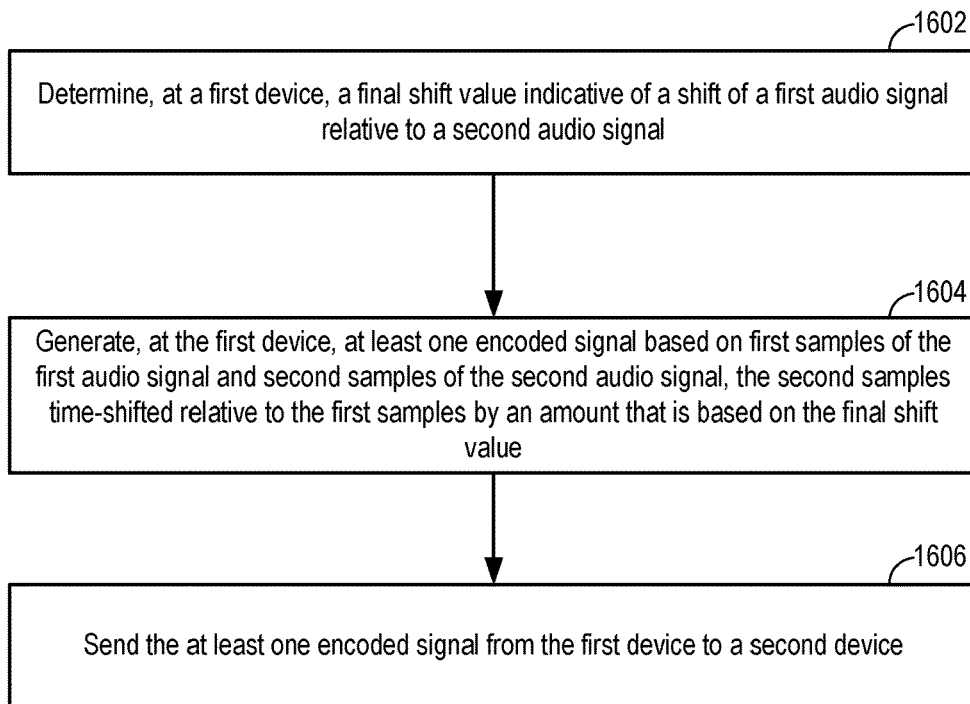 1602
Determine, at a first device, a final shift value indicative of a shift of a first audio signal
relative to a second audio signal
1604
Generate, at the first device, at least one encoded signal based on first samples of the
first audio signal and second samples of the second audio signal, the second samples
time-shifted relative to the first samples by an amount that is based on the final shift
value
1606
Send the at least one encoded signal from the first device to a second device